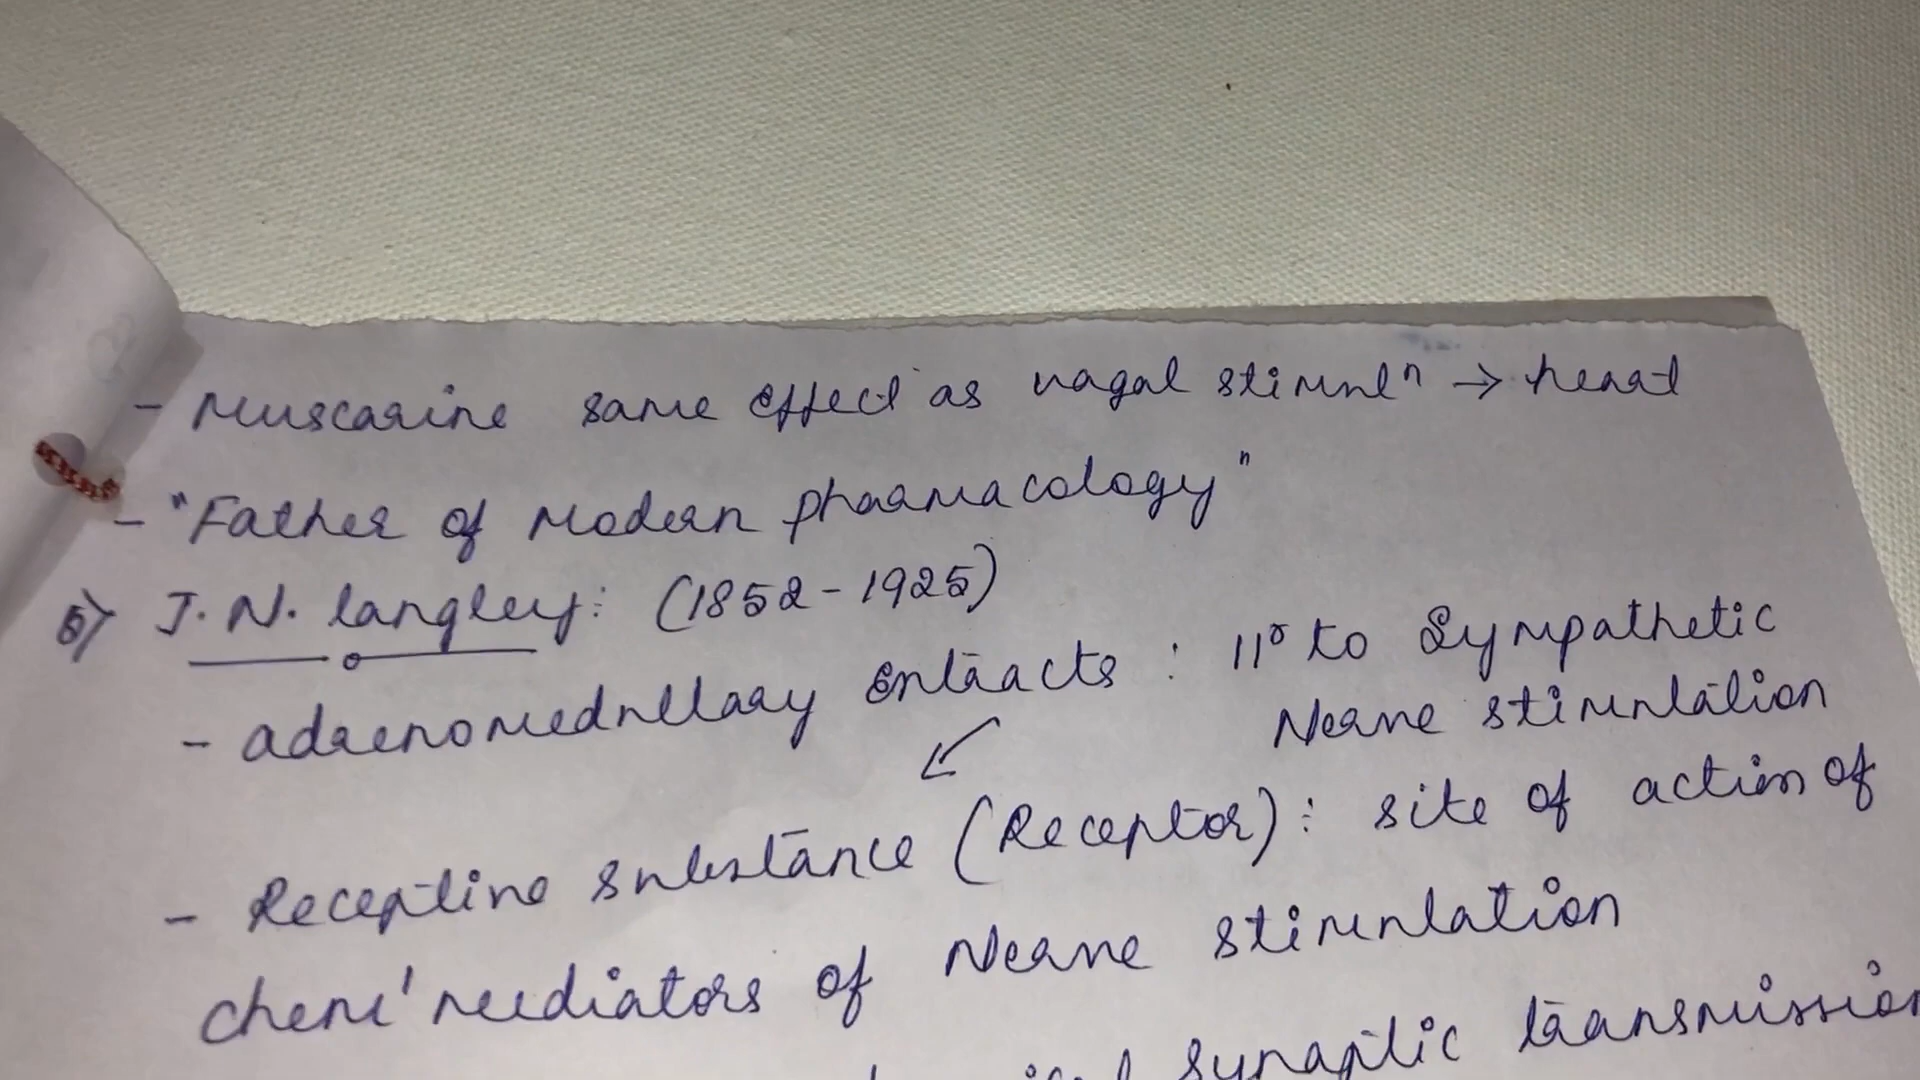 - Muscarine same effect as vagal stimulⁿ → heart
- "Father of Modern pharmacology"
5) J. N. langley: (1852-1925)
- adrenomedullary extracts : 11ʳ to Sympathetic
Nerve stimulation
↙
- Receptive substance (Receptor): site of action of
chem' mediators of Nerve stimulation
synaptic transmission